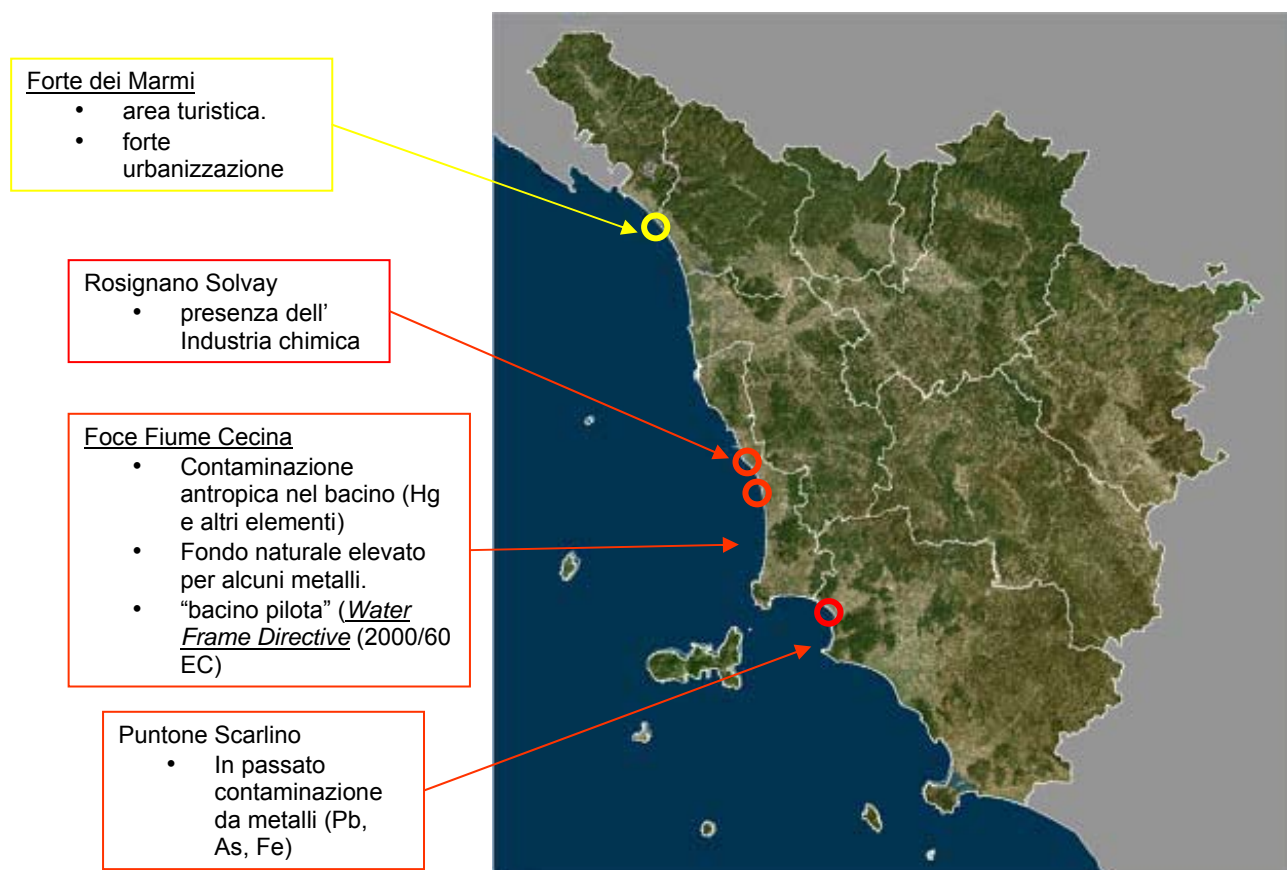 Forte dei Marmi
• area turistica.
• forte
urbanizzazione
Rosignano Solvay
• presenza dell’
Industria chimica
Foce Fiume Cecina
• Contaminazione
antropica nel bacino (Hg
e altri elementi)
• Fondo naturale elevato
per alcuni metalli.
• “bacino pilota” (Water
Frame Directive (2000/60
EC)
Puntone Scarlino
• In passato
contaminazione
da metalli (Pb,
As, Fe)